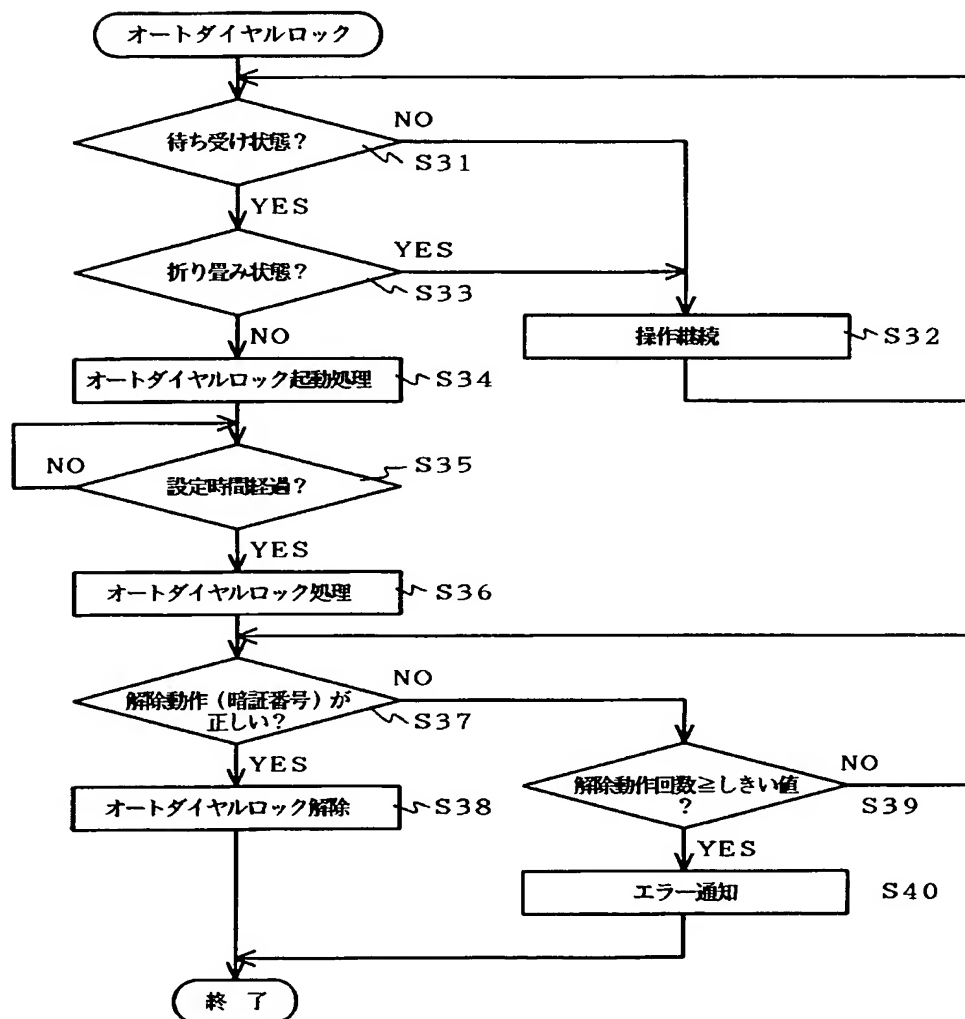 オートダイヤルロック
待ち受け状態?
NO
S31
YES
折り畳み状態?
YES
S33
NO
操作継続
S32
オートダイヤルロック起動処理
S34
NO
設定時間経過?
S35
YES
オートダイヤルロック処理
S36
解除動作(暗証番号)が
正しい?
NO
S37
YES
解除動作回数≧しきい値
?
NO
S39
オートダイヤルロック解除
S38
YES
エラー通知
S40
終 了